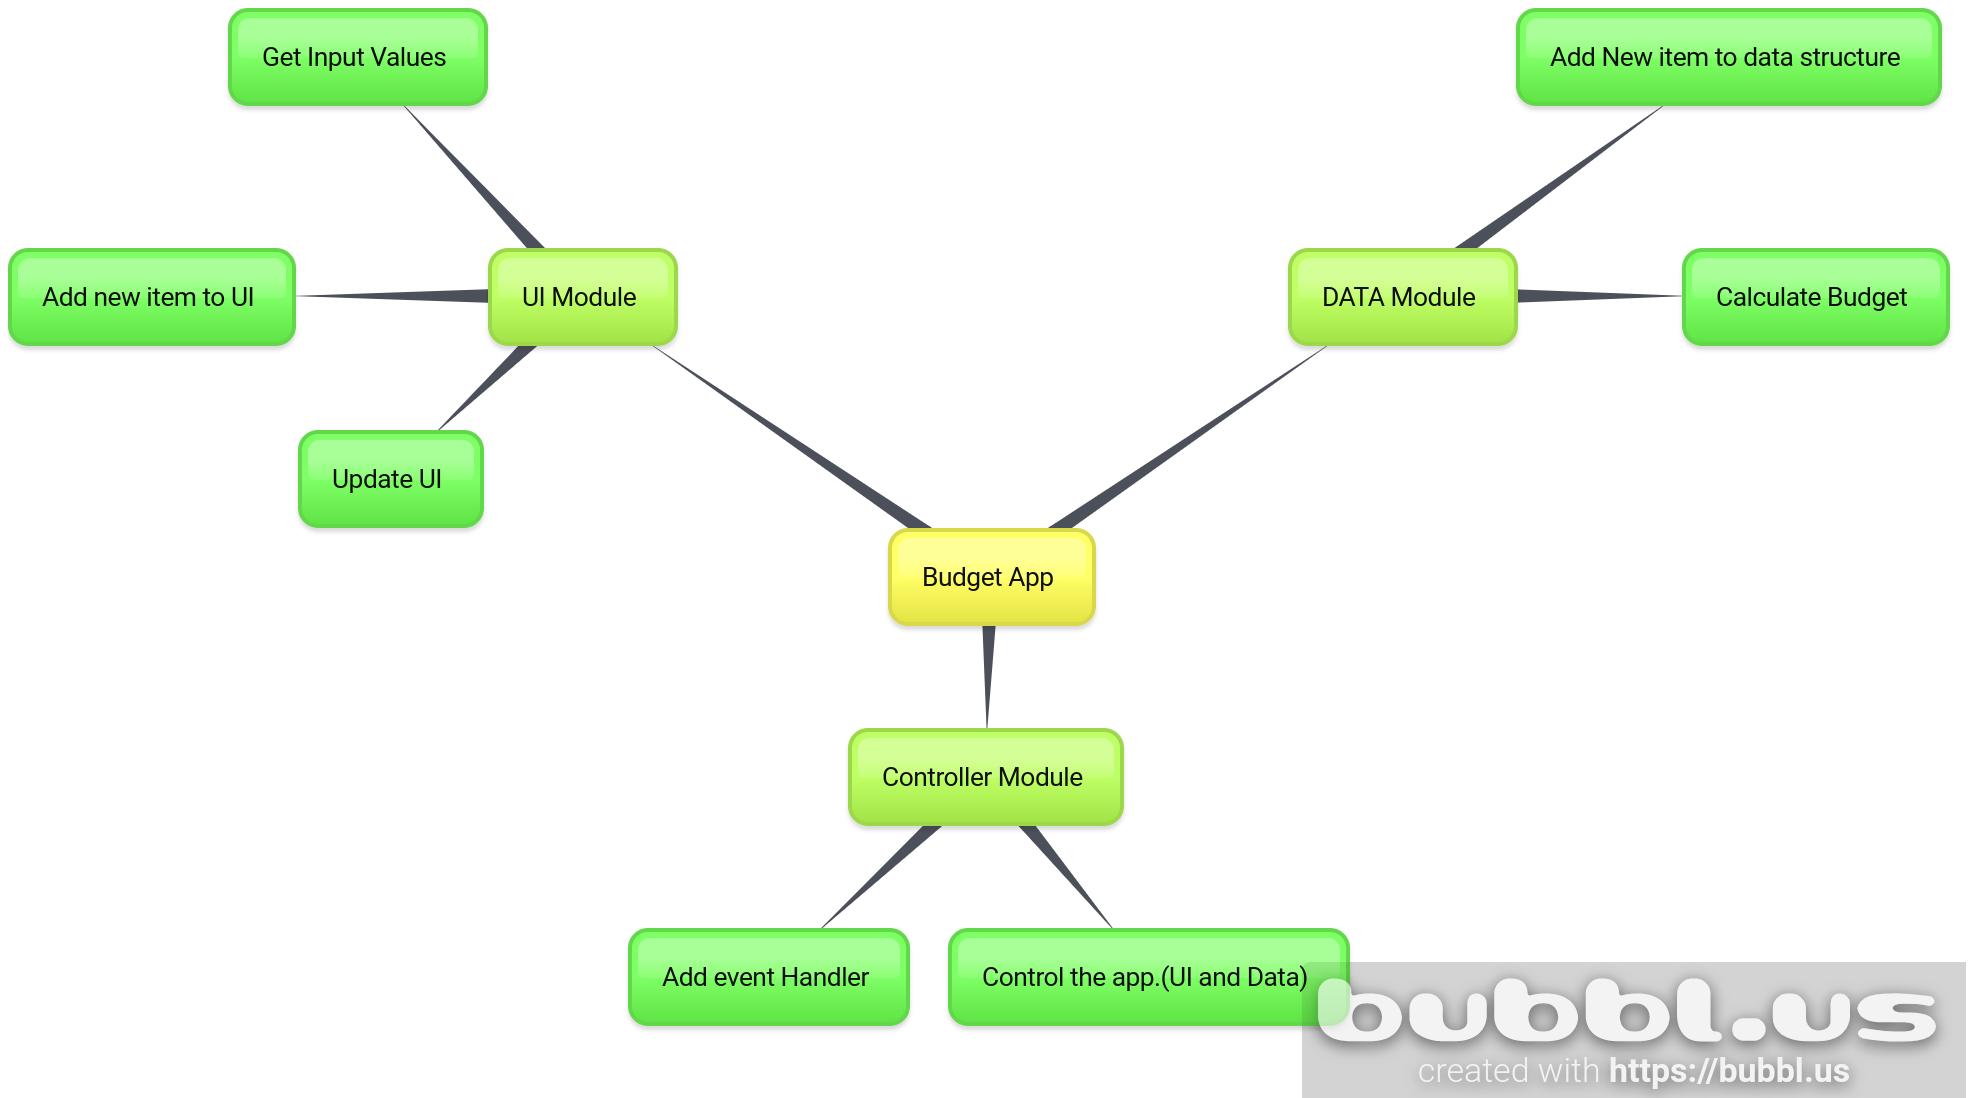 Get Input Values
Add New item to data structure
Add new item to UI
UI Module
DATA Module
Calculate Budget
Update UI
Budget App
Controller Module
Add event Handler
Control the app.(UI and Data)
bubbl.us
created with https://bubbl.us